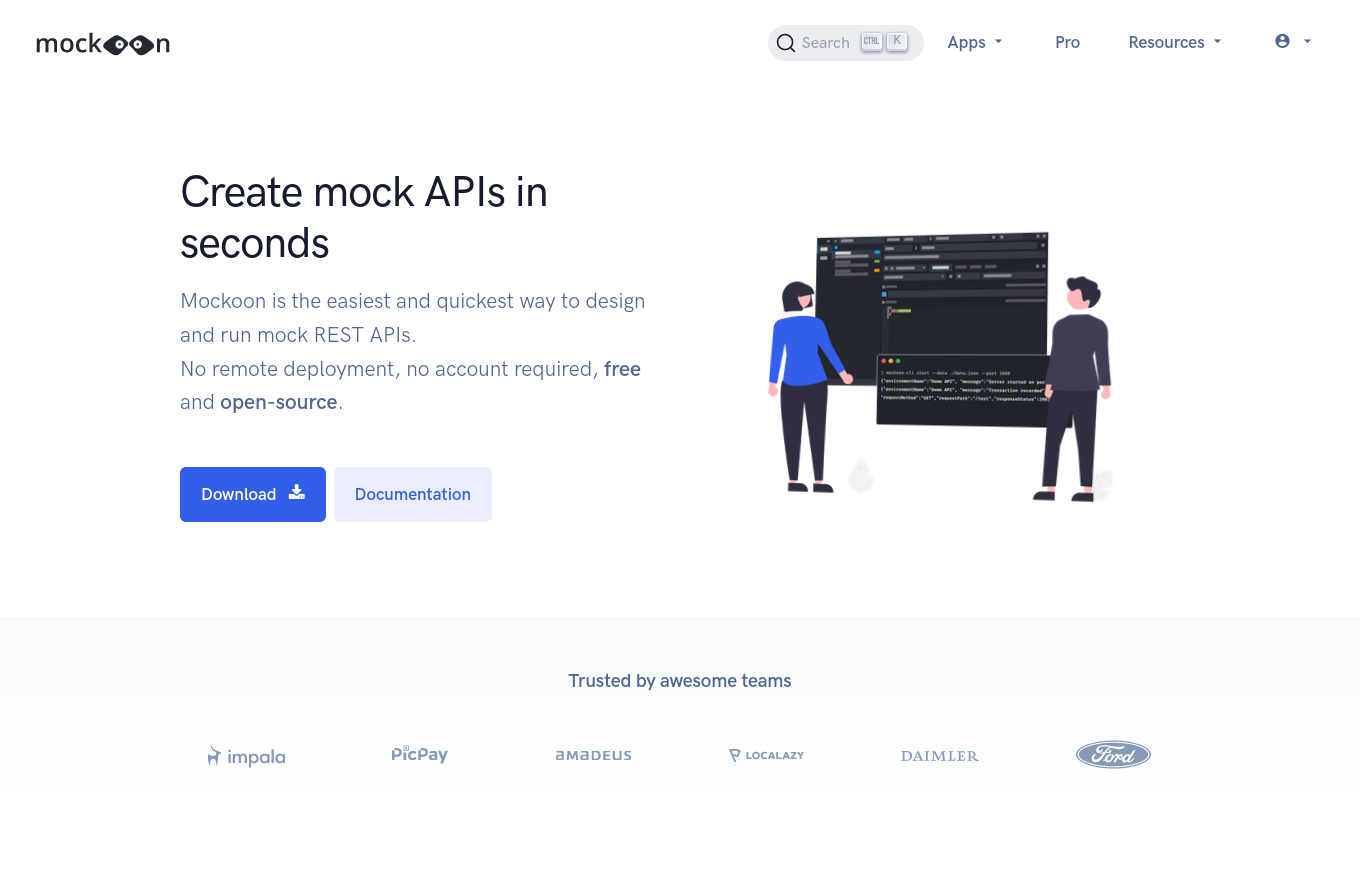 mockoon
Search CTRL K
Apps
Pro
Resources
Create mock APIs in
seconds
Mockoon is the easiest and quickest way to design
and run mock REST APIs.
No remote deployment, no account required, free
and open-source.
Download
Documentation
$ mockoon-cli start --data ./data.json --port 3000
{"environmentName":"Demo API", "message":"Server started on
{"environmentName":"Demo API", "message":"Transaction recorded"
"requestMethod":"GET","requestPath":"/test","responseStatus":200
Trusted by awesome teams
impala
PicPay
aMaDEUS
LOCALAZY
DAIMLER
Ford